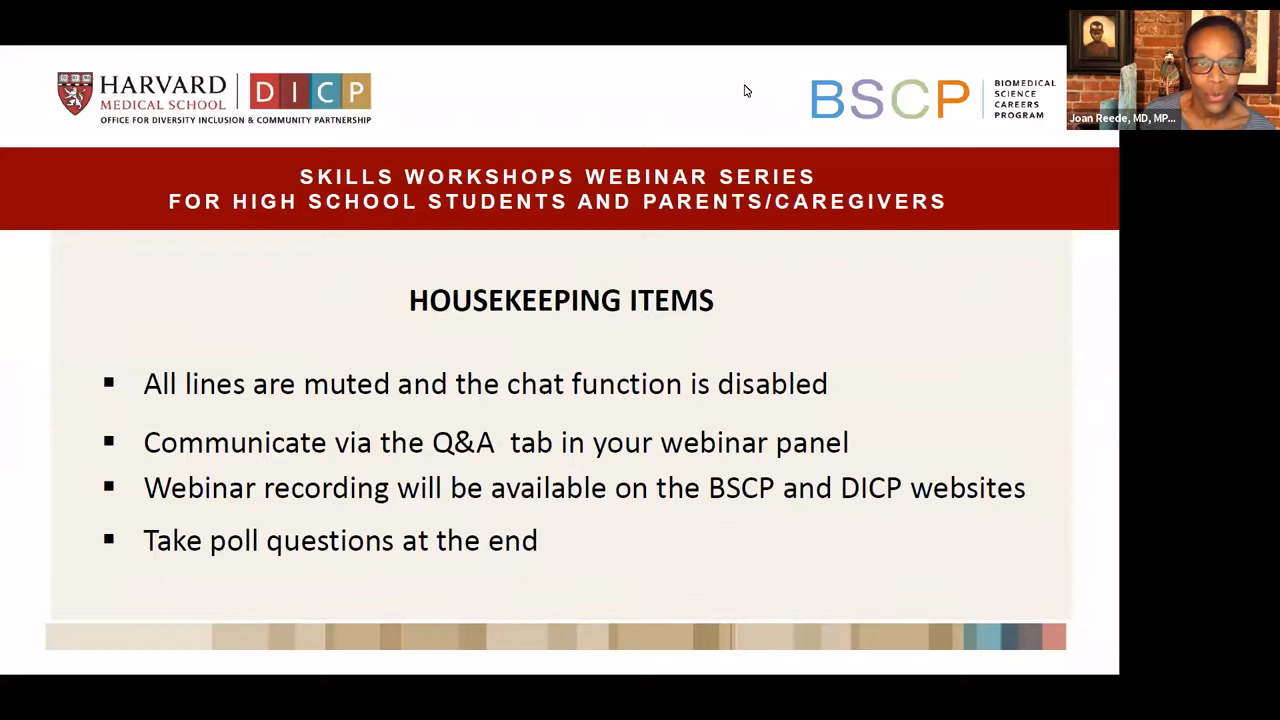 HARVARD
MEDICAL SCHOOL
DICP
OFFICE FOR DIVERSITY INCLUSION & COMMUNITY PARTNERSHIP
BSCP
BIOMEDICAL
SCIENCE
CAREERS
PROGRAM
Joan Reede, MD, MP...
SKILLS WORKSHOPS WEBINAR SERIES
FOR HIGH SCHOOL STUDENTS AND PARENTS/CAREGIVERS
HOUSEKEEPING ITEMS
▪ All lines are muted and the chat function is disabled
▪ Communicate via the Q&A tab in your webinar panel
▪ Webinar recording will be available on the BSCP and DICP websites
▪ Take poll questions at the end